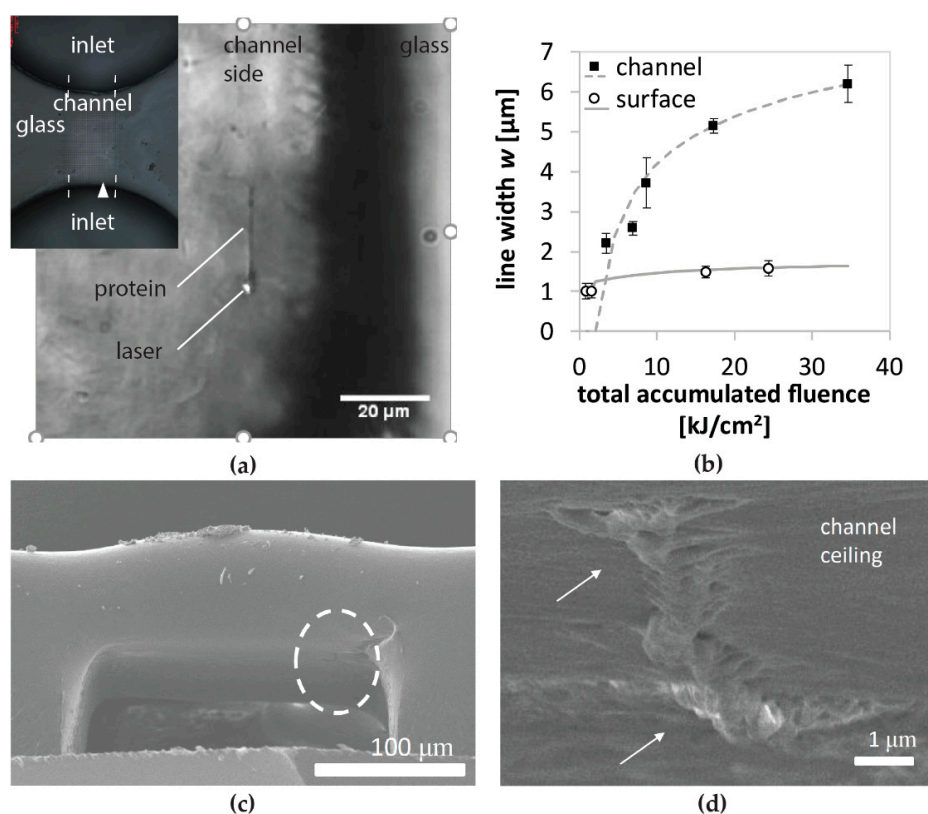 inlet
channel
glass
inlet
channel
side
glass
protein
laser
20 µm
(a)
7
6
5
4
3
2
1
0
line width w [µm]
channel
surface
0
10
20
30
40
total accumulated fluence
[kJ/cm²]
(b)
100 µm
(c)
channel
ceiling
1 µm
(d)